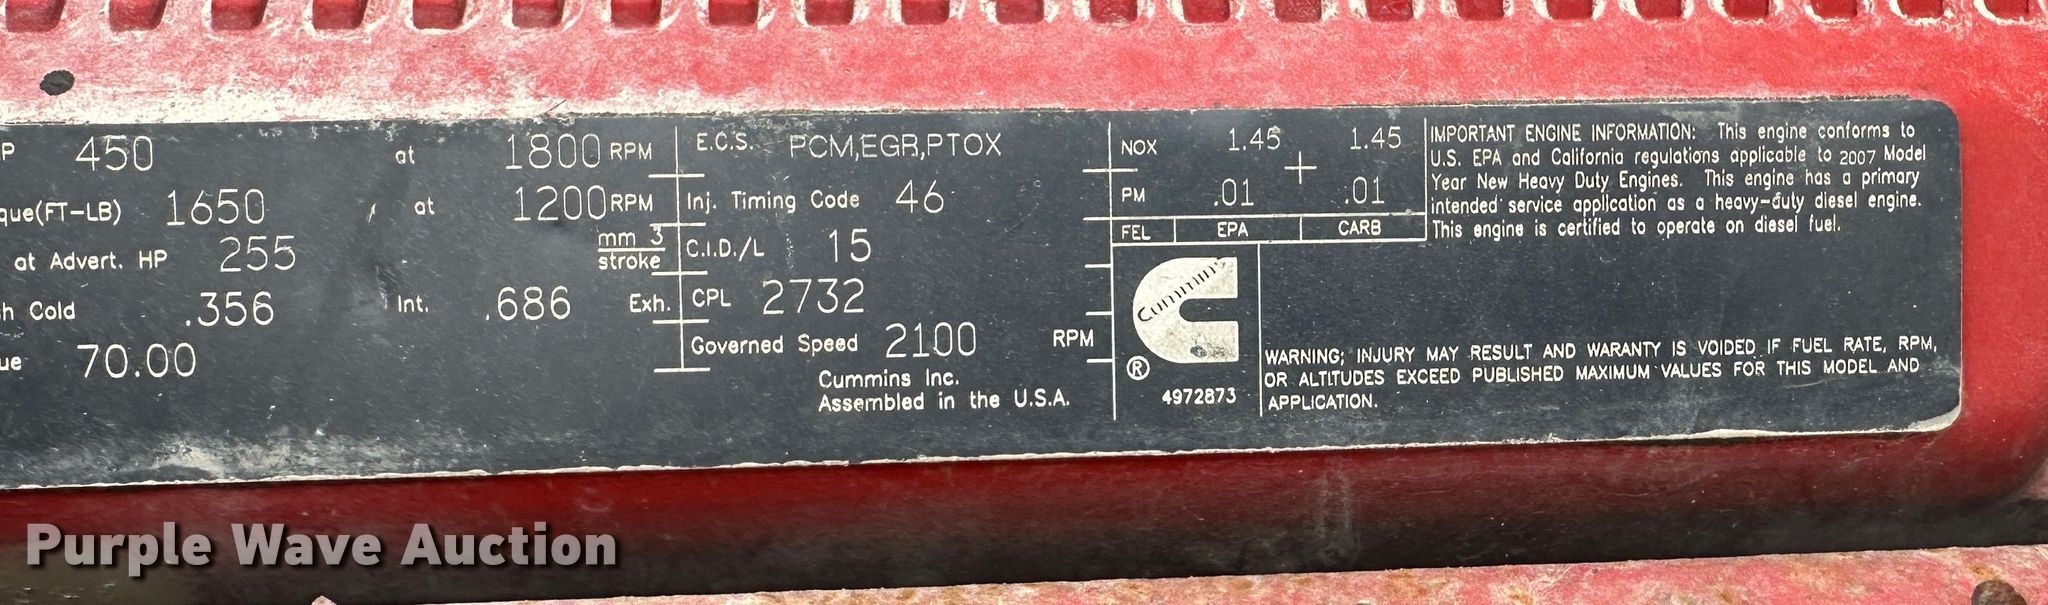 P 450 at 1800 RPM
que(FT-LB) 1650 at 1200 RPM
at Advert. HP 255 mm 3
stroke
h Cold .356 Int. .686 Exh.
ue 70.00
E.C.S. PCM,EGR,PTOX
Inj. Timing Code 46
C.I.D./L 15
CPL 2732
Governed Speed 2100 RPM
Cummins Inc.
Assembled in the U.S.A.
NOX 1.45 + 1.45
PM .01 .01
FEL EPA CARB
Cummins
®
4972873
IMPORTANT ENGINE INFORMATION: This engine conforms to
U.S. EPA and California regulations applicable to 2007 Model
Year New Heavy Duty Engines. This engine has a primary
intended service application as a heavy-duty diesel engine.
This engine is certified to operate on diesel fuel.
WARNING; INJURY MAY RESULT AND WARANTY IS VOIDED IF FUEL RATE, RPM,
OR ALTITUDES EXCEED PUBLISHED MAXIMUM VALUES FOR THIS MODEL AND
APPLICATION.
Purple Wave Auction